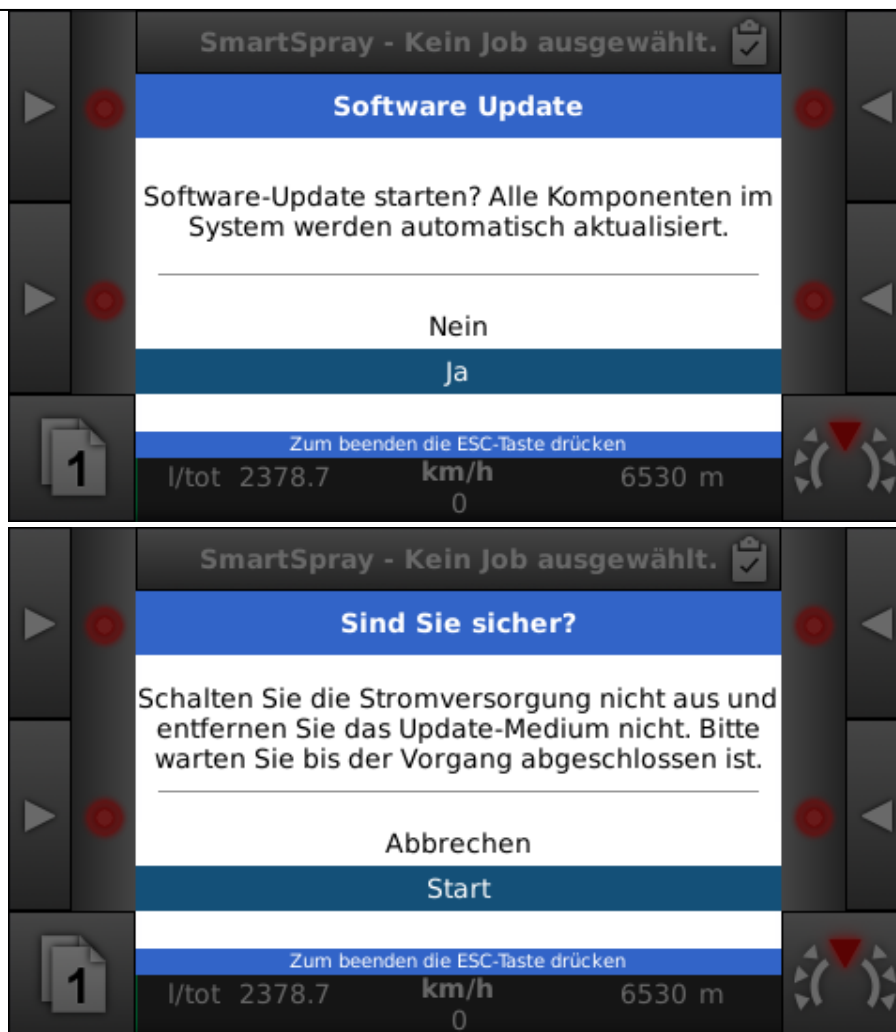 SmartSpray - Kein Job ausgewählt.
Software Update
Software-Update starten? Alle Komponenten im
System werden automatisch aktualisiert.
Nein
Ja
Zum beenden die ESC-Taste drücken
1
l/tot 2378.7 km/h 6530 m
0
SmartSpray - Kein Job ausgewählt.
Sind Sie sicher?
Schalten Sie die Stromversorgung nicht aus und
entfernen Sie das Update-Medium nicht. Bitte
warten Sie bis der Vorgang abgeschlossen ist.
Abbrechen
Start
Zum beenden die ESC-Taste drücken
1
l/tot 2378.7 km/h 6530 m
0